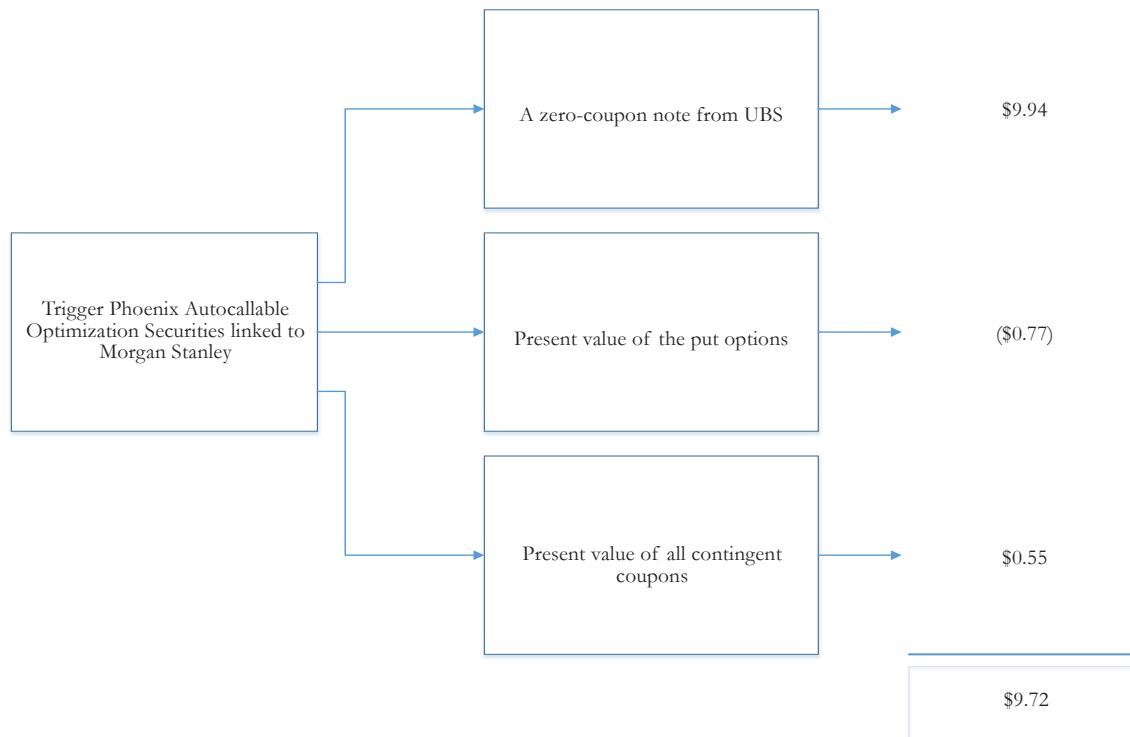 A zero-coupon note from UBS
$9.94
Trigger Phoenix Autocallable
Optimization Securities linked to
Morgan Stanley
Present value of the put options
($0.77)
Present value of all contingent
coupons
$0.55
$9.72